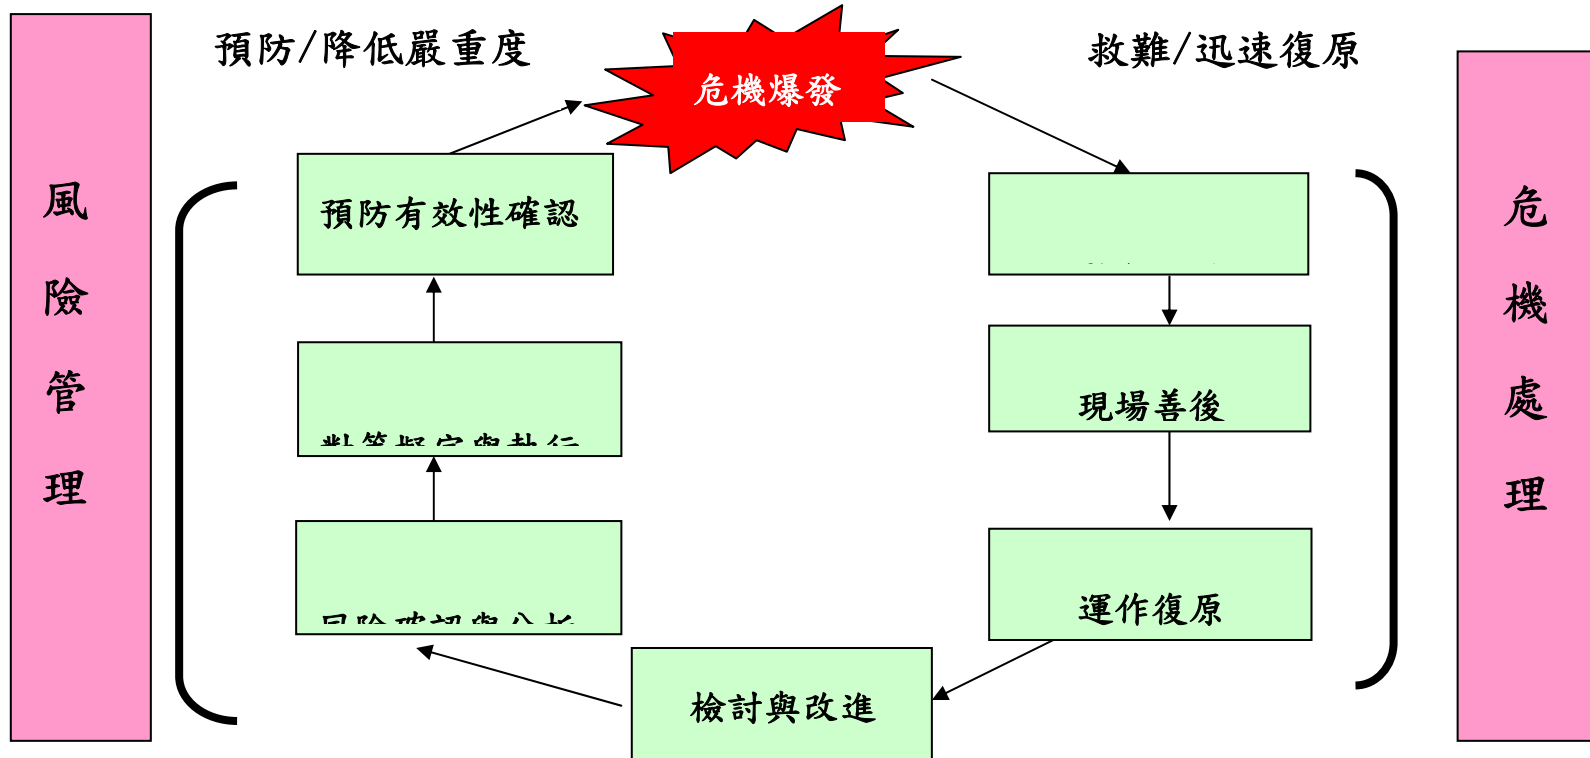 預防/降低嚴重度
危機爆發
救難/迅速復原
風險管理
危機處理
預防有效性確認
現場善後
運作復原
檢討與改進